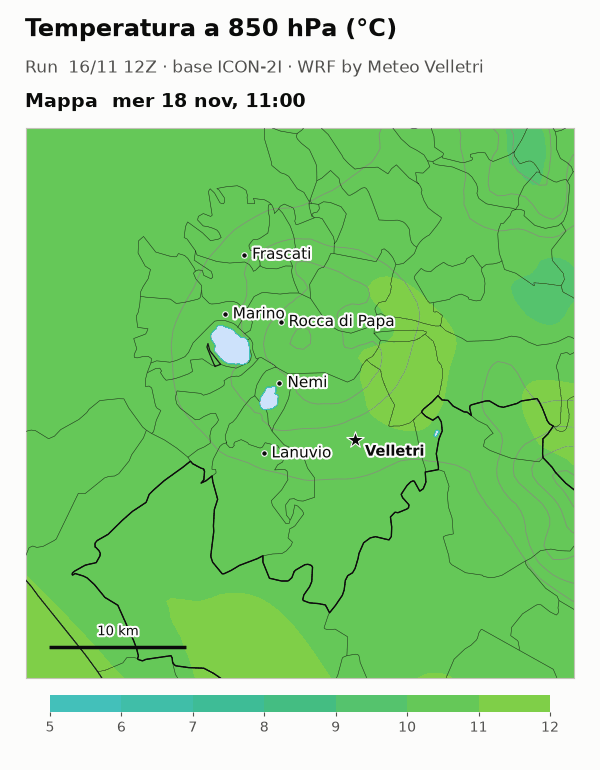 Temperatura a 850 hPa (°C)
Run  16/11 12Z · base ICON-2I · WRF by Meteo Velletri
Mappa  mer 18 nov, 11:00
Frascati
Marino
Rocca di Papa
Nemi
Velletri
Lanuvio
10 km
5 6 7 8 9 10 11 12